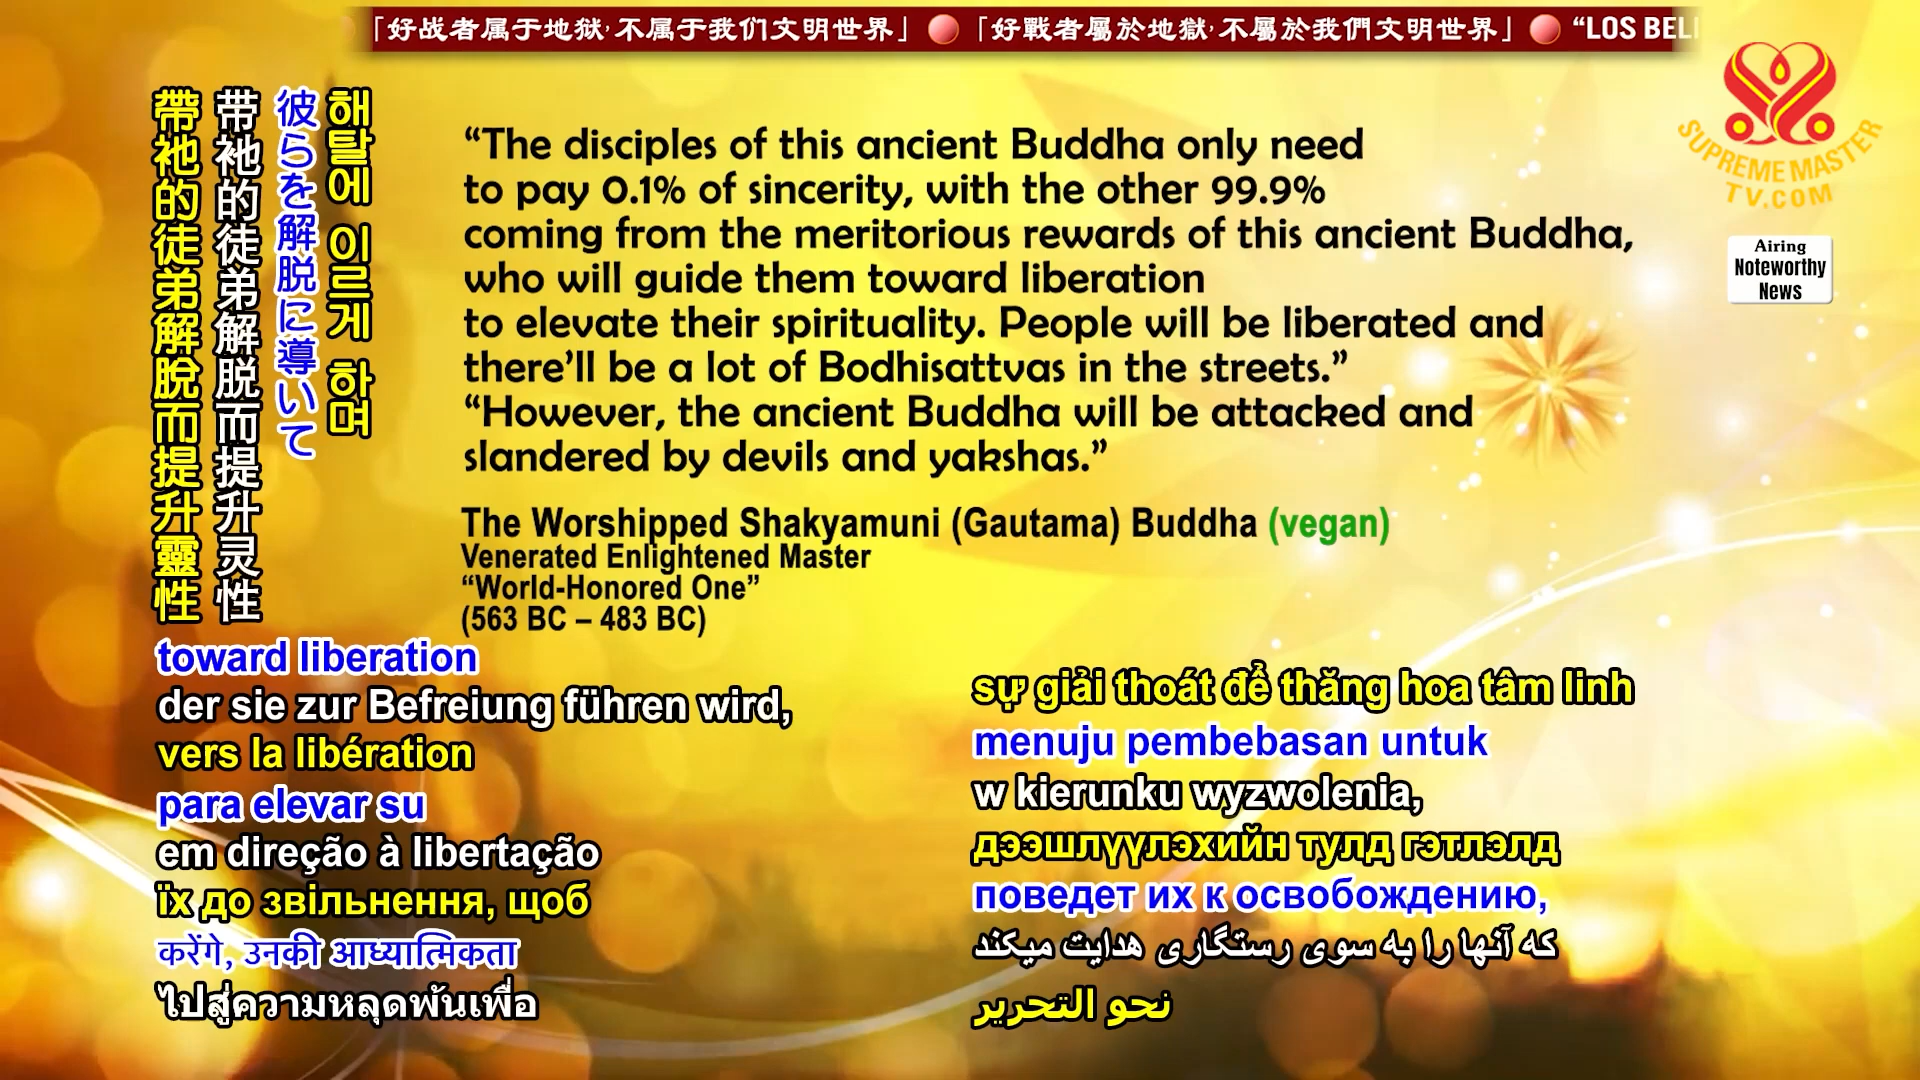 「好战者属于地狱，不属于我们文明世界」 「好戰者屬於地獄，不屬於我們文明世界」 “LOS BELI
SUPREME MASTER
TV.COM
Airing
Noteworthy
News
帶祂的徒弟解脫而提升靈性
带祂的徒弟解脱而提升灵性
彼らを解脱に導いて
해탈에 이르게 하며
“The disciples of this ancient Buddha only need
to pay 0.1% of sincerity, with the other 99.9%
coming from the meritorious rewards of this ancient Buddha,
who will guide them toward liberation
to elevate their spirituality. People will be liberated and
there’ll be a lot of Bodhisattvas in the streets.”
“However, the ancient Buddha will be attacked and
slandered by devils and yakshas.”
The Worshipped Shakyamuni (Gautama) Buddha (vegan)
Venerated Enlightened Master
“World-Honored One”
(563 BC – 483 BC)
toward liberation
der sie zur Befreiung führen wird,
vers la libération
para elevar su
em direção à libertação
їх до звільнення, щоб
करेंगे, उनकी आध्यात्मिकता
ไปสู่ความหลุดพ้นเพื่อ
sự giải thoát để thăng hoa tâm linh
menuju pembebasan untuk
w kierunku wyzwolenia,
дээшлүүлэхийн тулд гэтлэлд
поведет их к освобождению,
که آنها را به سوی رستگاری هدایت میکند
نحو التحرير